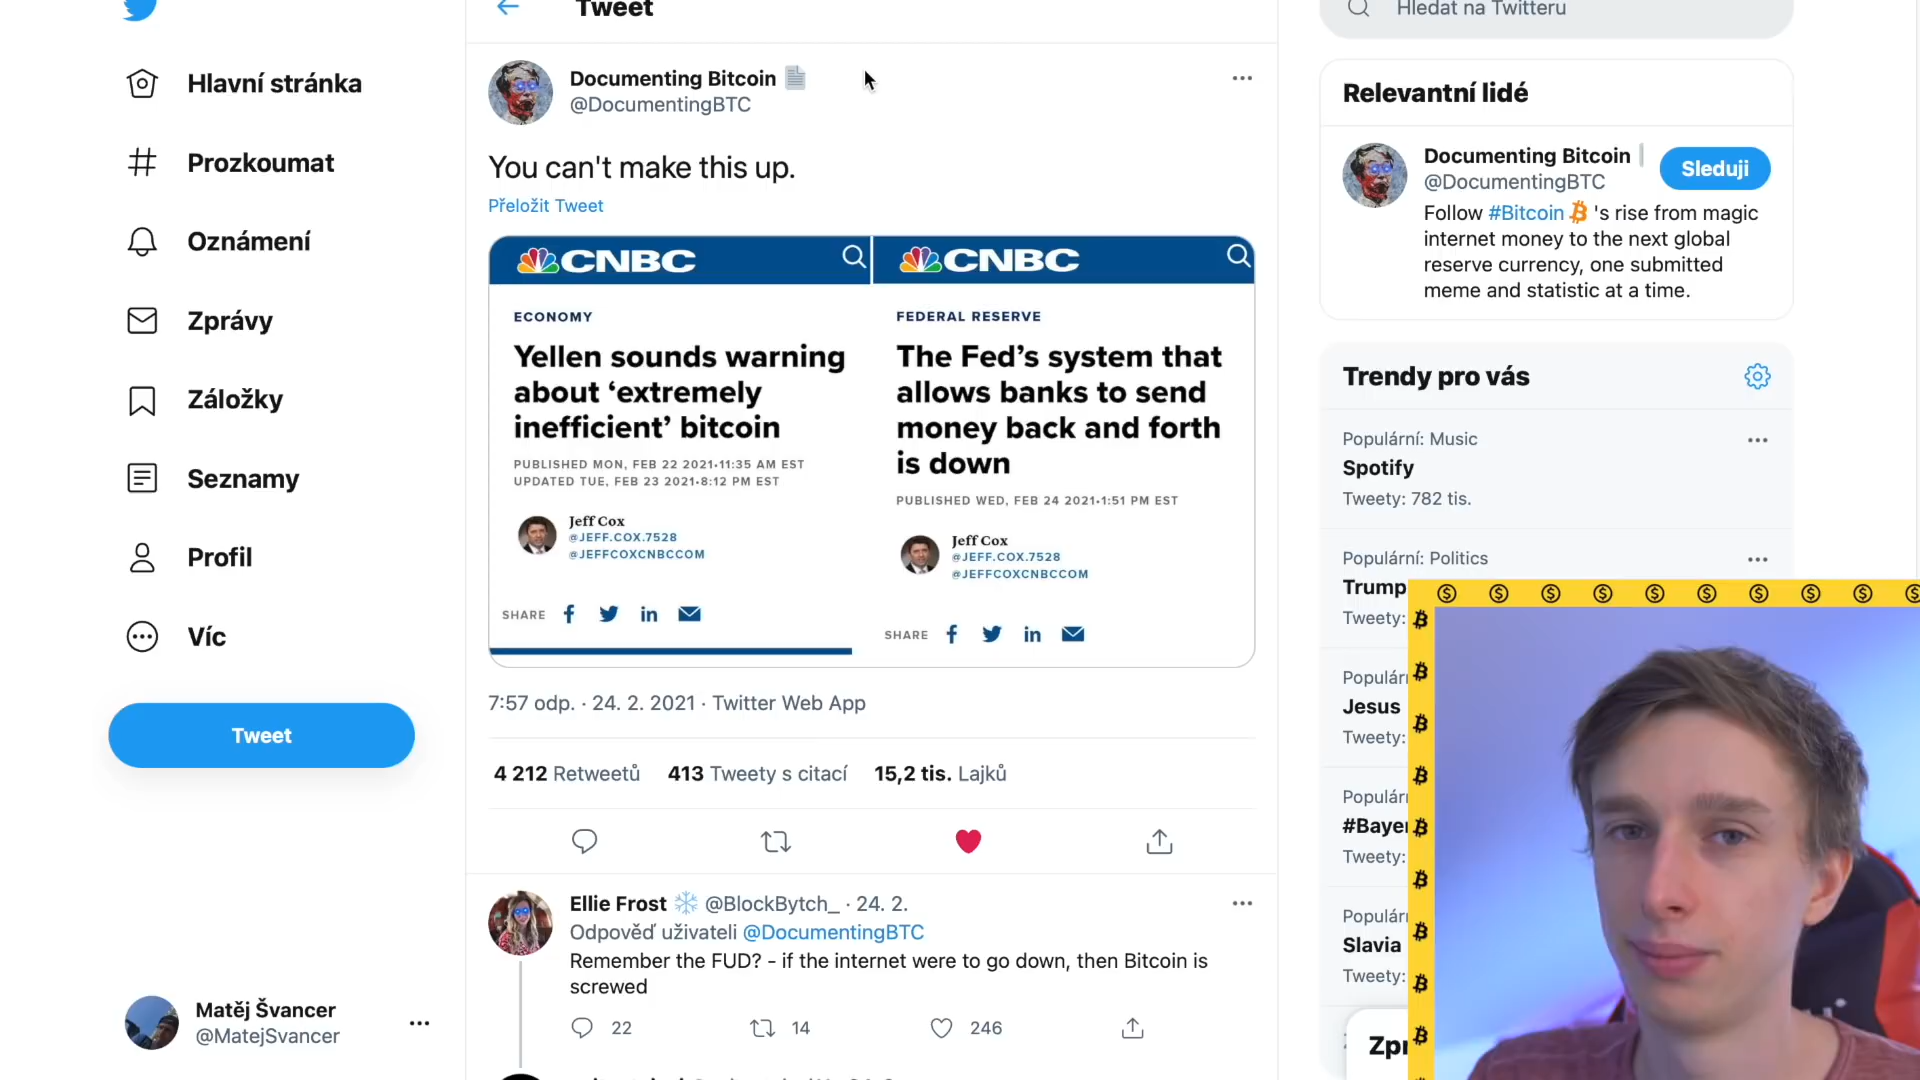 Hlavní stránka
Prozkoumat
Oznámení
Zprávy
Záložky
Seznamy
Profil
Víc
Tweet
Matěj Švancer
@MatejSvancer
Tweet
Documenting Bitcoin
@DocumentingBTC
You can't make this up.
Přeložit Tweet
CNBC
ECONOMY
Yellen sounds warning
about ‘extremely
inefficient’ bitcoin
PUBLISHED MON, FEB 22 2021•11:35 AM EST
UPDATED TUE, FEB 23 2021•8:12 PM EST
Jeff Cox
@JEFF.COX.7528
@JEFFCOXCNBCCOM
SHARE
CNBC
FEDERAL RESERVE
The Fed’s system that
allows banks to send
money back and forth
is down
PUBLISHED WED, FEB 24 2021•1:51 PM EST
Jeff Cox
@JEFF.COX.7528
@JEFFCOXCNBCCOM
SHARE
7:57 odp. · 24. 2. 2021 · Twitter Web App
4 212 Retweetů 413 Tweety s citací 15,2 tis. Lajků
Ellie Frost @BlockBytch_ · 24. 2.
Odpověď uživateli @DocumentingBTC
Remember the FUD? - if the internet were to go down, then Bitcoin is
screwed
22 14 246
Hledat na Twitteru
Relevantní lidé
Documenting Bitcoin
@DocumentingBTC
Sleduji
Follow #Bitcoin 's rise from magic
internet money to the next global
reserve currency, one submitted
meme and statistic at a time.
Trendy pro vás
Populární: Music
Spotify
Tweety: 782 tis.
Populární: Politics
Trump
Tweety:
Jesus
Tweety:
Tweety:
Slavia
Tweety: